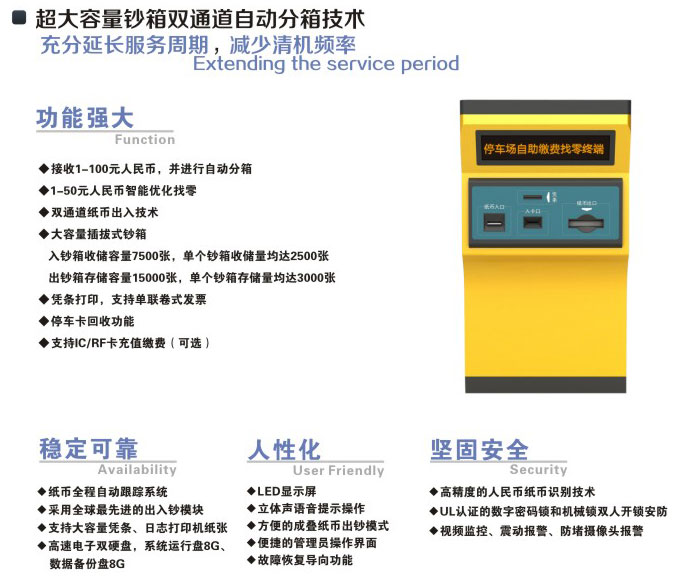 超大容量钞箱双通道自动分箱技术
充分延长服务周期，减少清机频率
Extending the service period
功能强大
Function
◆接收1-100元人民币，并进行自动分箱
◆1-50元人民币智能优化找零
◆双通道纸币出入技术
◆大容量插拔式钞箱
入钞箱收储容量7500张，单个钞箱收储量均达2500张
出钞箱存储容量15000张，单个钞箱存储量均达3000张
◆凭条打印，支持单联卷式发票
◆停车卡回收功能
◆支持IC/RF卡充值缴费（可选）
停车场自助缴费找零终端
纸币入口
入卡口
纸币出口
稳定可靠
Availability
◆纸币全程自动跟踪系统
◆采用全球最先进的出入钞模块
◆支持大容量凭条、日志打印机纸张
◆高速电子双硬盘，系统运行盘8G、
数据备份盘8G
人性化
User Friendly
◆LED显示屏
◆立体声语音提示操作
◆方便的成叠纸币出钞模式
◆便捷的管理员操作界面
◆故障恢复导向功能
坚固安全
Security
◆高精度的人民币纸币识别技术
◆UL认证的数字密码锁和机械锁双人开锁安防
◆视频监控、震动报警、防堵摄像头报警